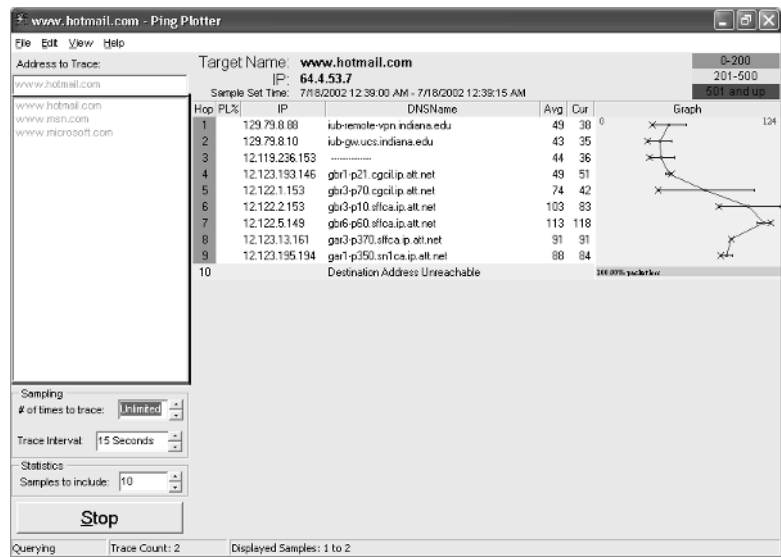 www.hotmail.com - Ping Plotter
File Edit View Help
Address to Trace:
www.hotmail.com
www.hotmail.com
www.msn.com
www.microsoft.com
Target Name: www.hotmail.com
IP: 64.4.53.7
Sample Set Time: 7/18/2002 12:39:00 AM - 7/18/2002 12:39:15 AM
0-200
201-500
501 and up
Hop PL% IP DNSName Avg Cur Graph
0 124
1 129.79.8.88 iub-remote-vpn.indiana.edu 49 38
2 129.79.8.10 iub-gw.ucs.indiana.edu 43 35
3 12.119.236.153 -------------- 44 36
4 12.123.193.146 gbr1-p21.cgcil.ip.att.net 49 51
5 12.122.1.153 gbr3-p70.cgcil.ip.att.net 74 42
6 12.122.2.153 gbr3-p10.sffca.ip.att.net 103 83
7 12.122.5.149 gbr6-p60.sffca.ip.att.net 113 118
8 12.123.13.161 gar3-p370.sffca.ip.att.net 91 91
9 12.123.195.194 gar1-p350.sn1ca.ip.att.net 88 84
10 Destination Address Unreachable 100.00% packet loss
Sampling
# of times to trace: Unlimited
Trace Interval: 15 Seconds
Statistics
Samples to include: 10
Stop
Querying Trace Count: 2 Displayed Samples: 1 to 2